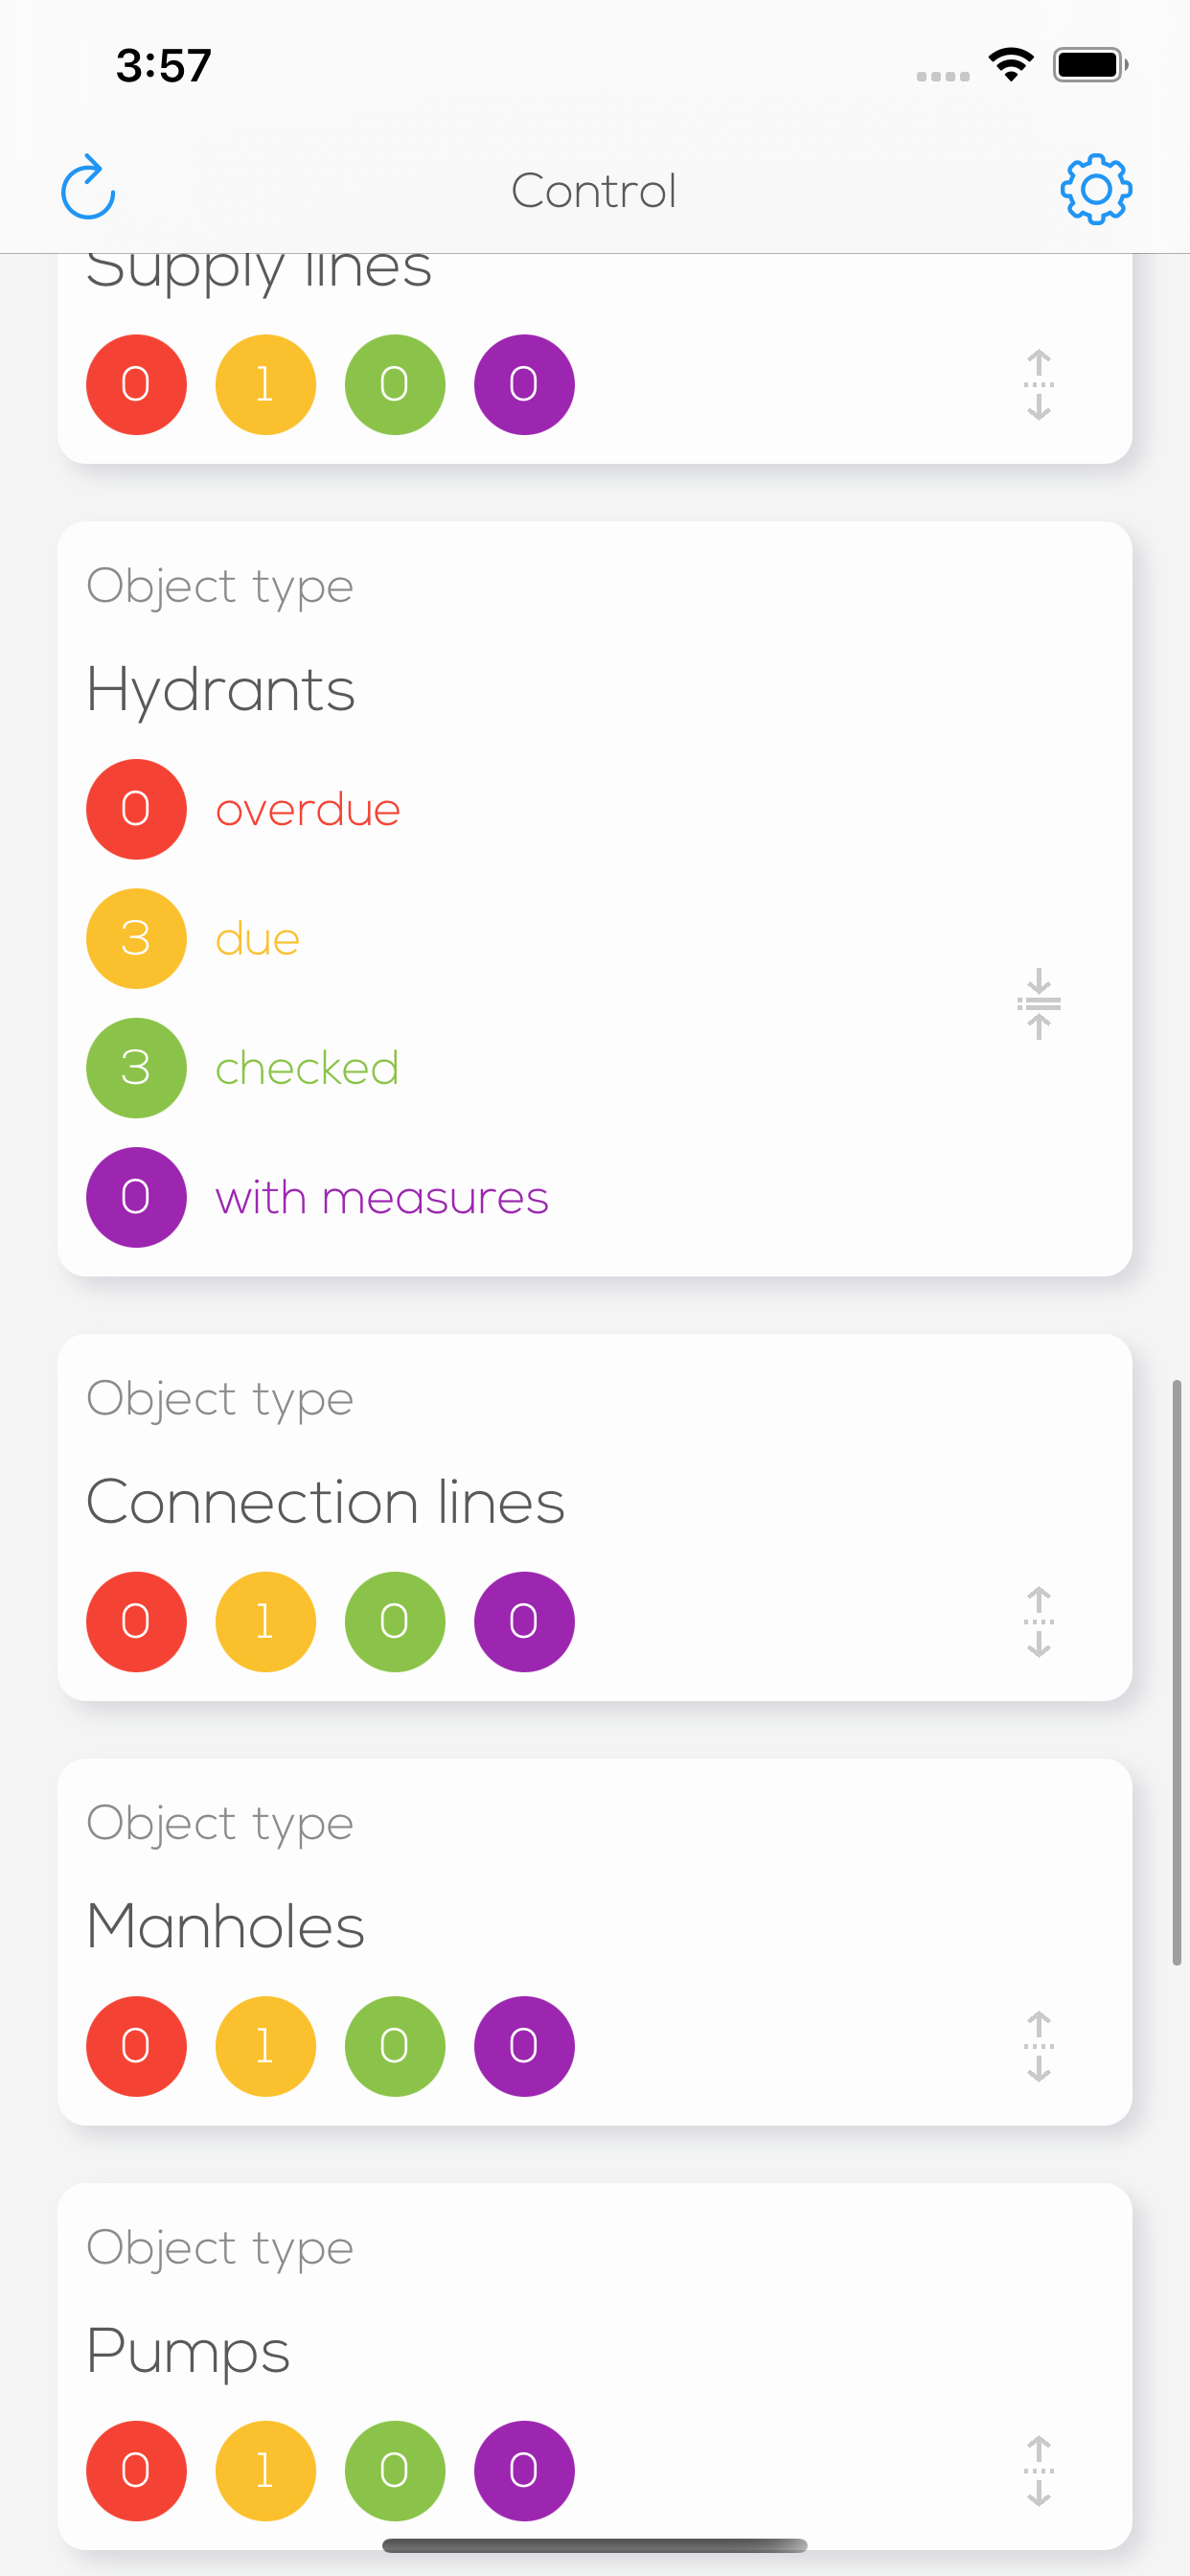 3:57
Control
Supply lines
0 1 0 0
Object type
Hydrants
0 overdue
3 due
3 checked
0 with measures
Object type
Connection lines
0 1 0 0
Object type
Manholes
0 1 0 0
Object type
Pumps
0 1 0 0